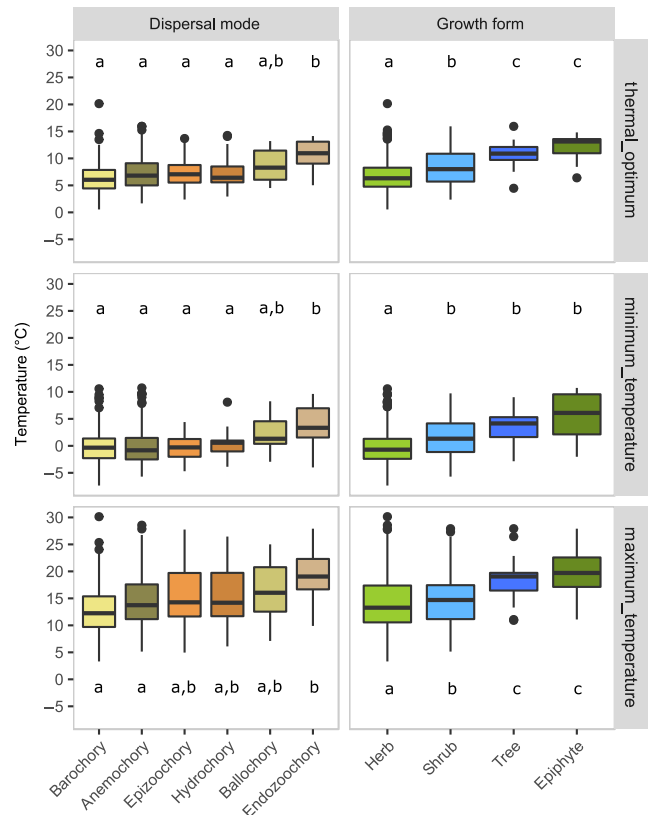 Dispersal mode
Growth form
Temperature (°C)
30
25
20
15
10
5
0
–5
a a a a a,b b
a b c c
thermal_optimum
30
25
20
15
10
5
0
–5
a a a a a,b b
a b b b
minimum_temperature
30
25
20
15
10
5
0
–5
a a a,b a,b a,b b
a b c c
maximum_temperature
Barochory
Anemochory
Epizoochory
Hydrochory
Ballochory
Endozoochory
Herb
Shrub
Tree
Epiphyte